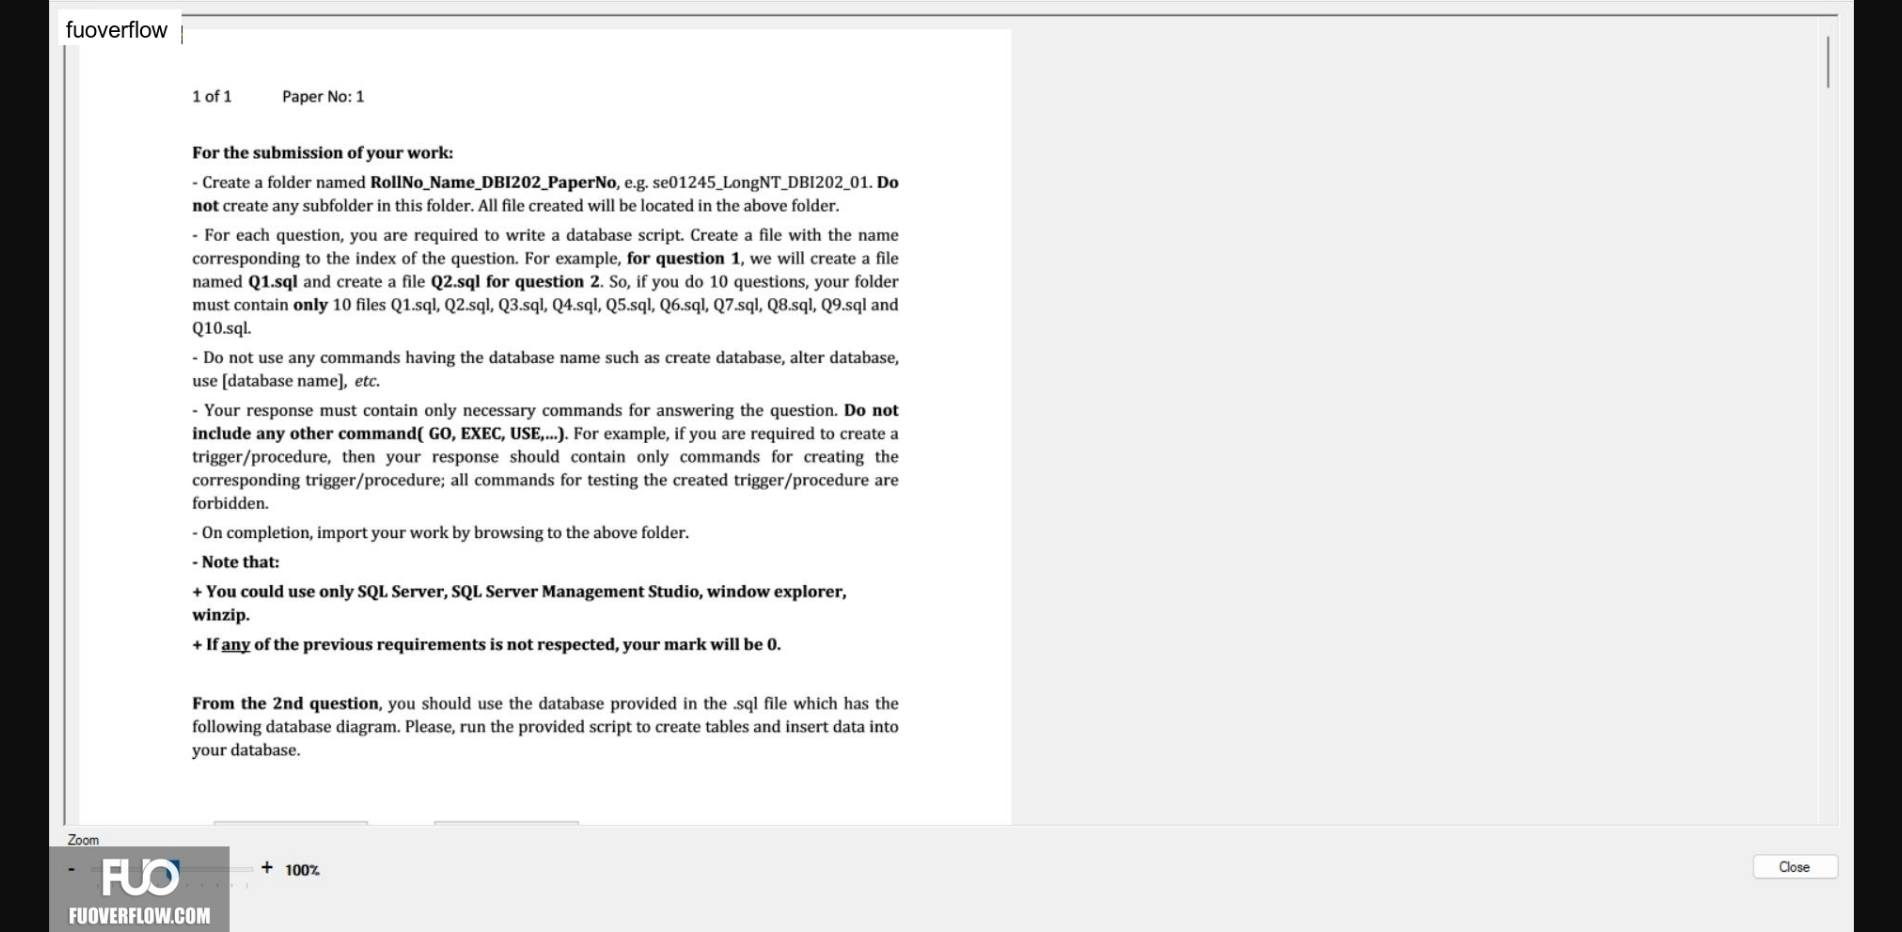 fuoverflow
1 of 1 Paper No: 1
For the submission of your work:
- Create a folder named RollNo_Name_DBI202_PaperNo, e.g. se01245_LongNT_DBI202_01. Do
not create any subfolder in this folder. All file created will be located in the above folder.
- For each question, you are required to write a database script. Create a file with the name
corresponding to the index of the question. For example, for question 1, we will create a file
named Q1.sql and create a file Q2.sql for question 2. So, if you do 10 questions, your folder
must contain only 10 files Q1.sql, Q2.sql, Q3.sql, Q4.sql, Q5.sql, Q6.sql, Q7.sql, Q8.sql, Q9.sql and
Q10.sql.
- Do not use any commands having the database name such as create database, alter database,
use [database name], etc.
- Your response must contain only necessary commands for answering the question. Do not
include any other command( GO, EXEC, USE,...). For example, if you are required to create a
trigger/procedure, then your response should contain only commands for creating the
corresponding trigger/procedure; all commands for testing the created trigger/procedure are
forbidden.
- On completion, import your work by browsing to the above folder.
- Note that:
+ You could use only SQL Server, SQL Server Management Studio, window explorer,
winzip.
+ If any of the previous requirements is not respected, your mark will be 0.
From the 2nd question, you should use the database provided in the .sql file which has the
following database diagram. Please, run the provided script to create tables and insert data into
your database.
Zoom
- + 100%
Close
FUO
FUOVERFLOW.COM